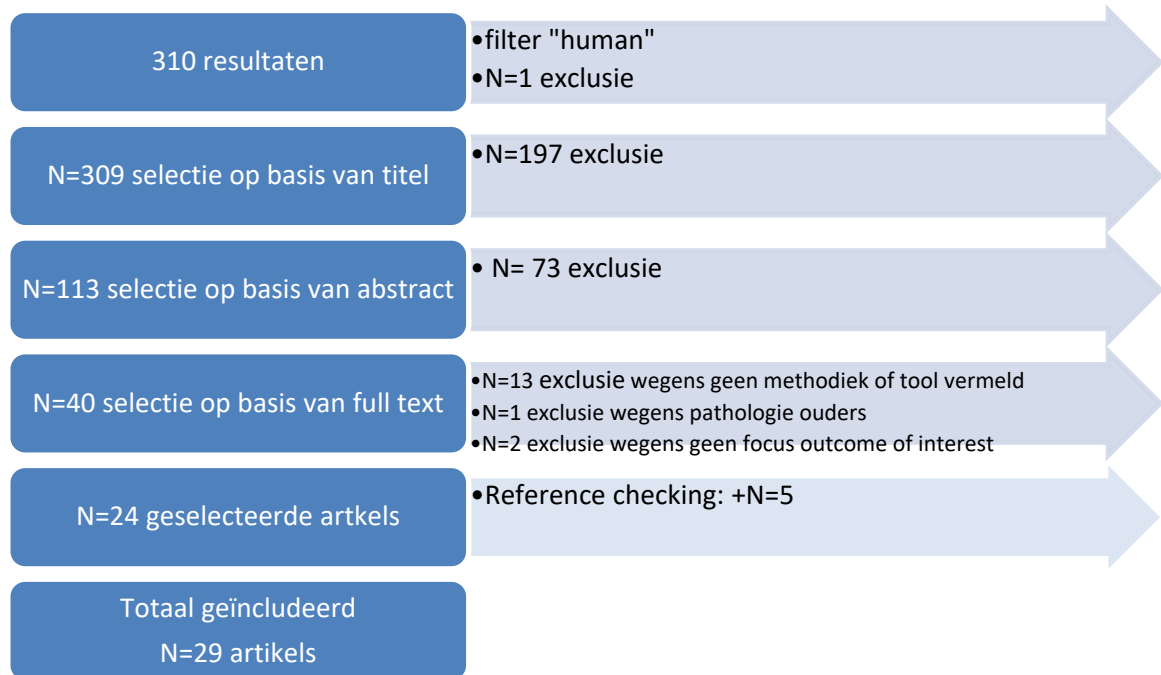 310 resultaten
•filter "human"
•N=1 exclusie
N=309 selectie op basis van titel
•N=197 exclusie
N=113 selectie op basis van abstract
• N= 73 exclusie
N=40 selectie op basis van full text
•N=13 exclusie wegens geen methodiek of tool vermeld
•N=1 exclusie wegens pathologie ouders
•N=2 exclusie wegens geen focus outcome of interest
N=24 geselecteerde artkels
•Reference checking: +N=5
Totaal geïncludeerd
N=29 artikels